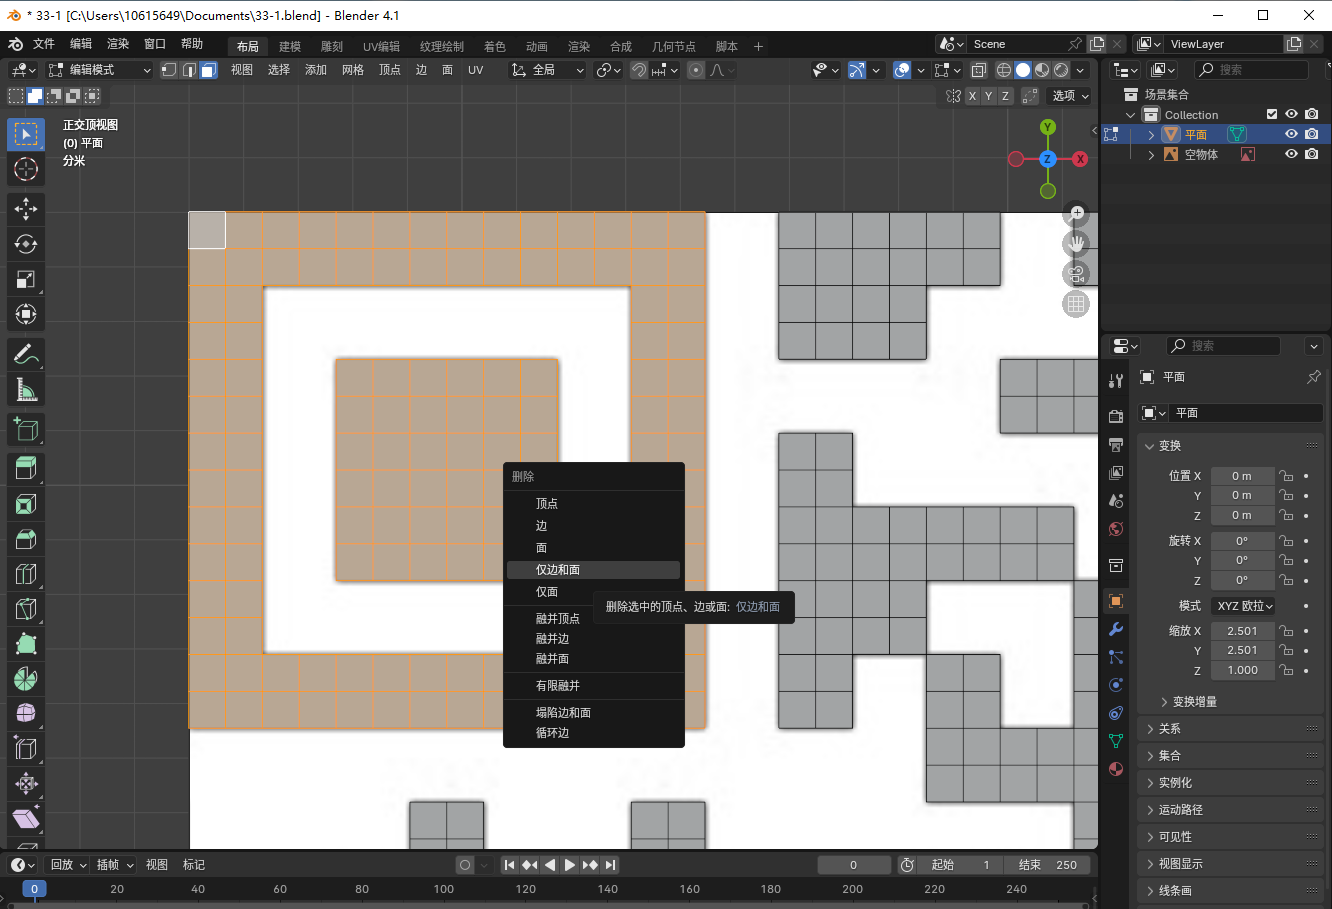 * 33-1 [C:\Users\10615649\Documents\33-1.blend] - Blender 4.1
文件 编辑 渲染 窗口 帮助 布局 建模 雕刻 UV编辑 纹理绘制 着色 动画 渲染 合成 几何节点 脚本 + Scene ViewLayer
编辑模式 视图 选择 添加 网格 顶点 边 面 UV 全局 搜索
X Y Z 选项
场景集合
Collection
平面
空物体
正交顶视图
(0) 平面
分米
Y
Z X
搜索
平面
平面
变换
位置 X 0 m
Y 0 m
Z 0 m
旋转 X 0°
Y 0°
Z 0°
模式 XYZ 欧拉
缩放 X 2.501
Y 2.501
Z 1.000
变换增量
关系
集合
实例化
运动路径
可见性
视图显示
线条画
删除
顶点
边
面
仅边和面
仅面
融并顶点
融并边
融并面
有限融并
塌陷边和面
循环边
删除选中的顶点、边或面: 仅边和面
回放 插帧 视图 标记 0 起始 1 结束 250
0 20 40 60 80 100 120 140 160 180 200 220 240